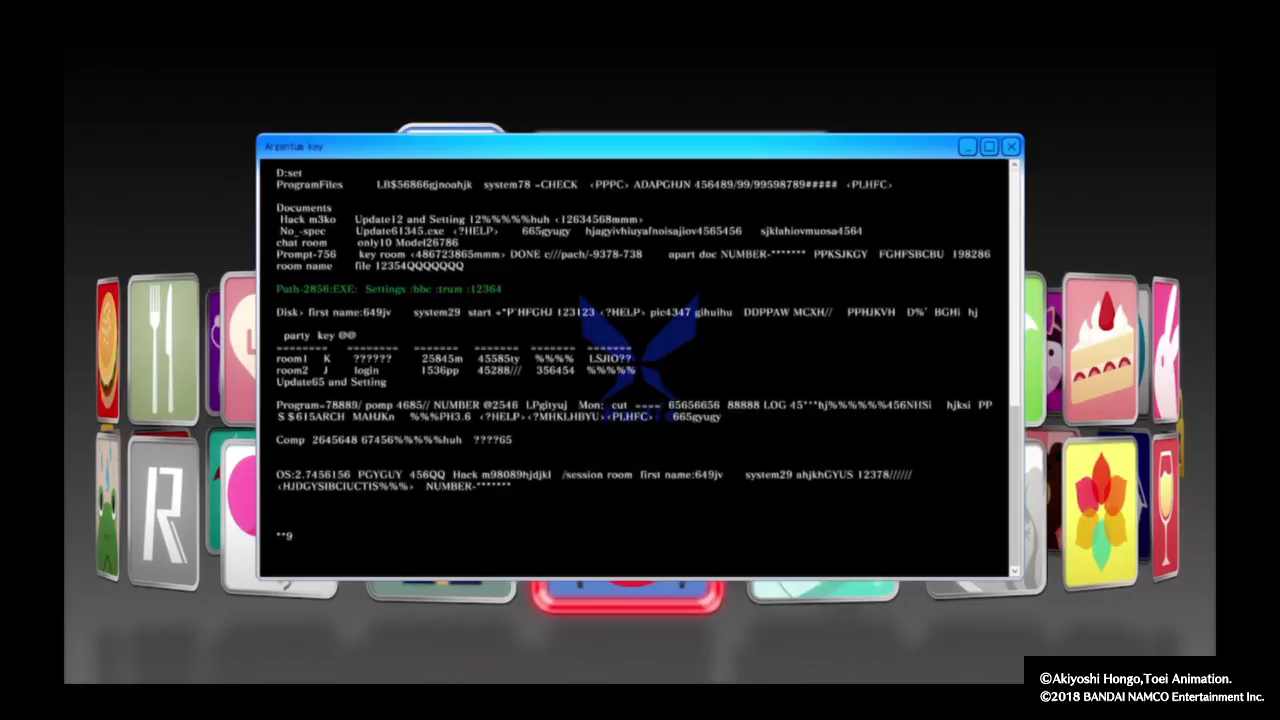 Argentum key
D:set
ProgramFiles LB$56866gjnoahjk system78 -CHECK <PPPC> ADAPGHJN 456489/99/99598789##### <PLHFC>
Documents
Hack m3ko Update12 and Setting 12%%%%%huh <12634568mmm>
No_-spec Update61345.exe <?HELP> 665gyugy hjagyivhiuyafnoisajiov4565456 sjklahiovmuosa4564
chat room only10 Model26786
Prompt-756 key room <486723865mmm> DONE c///pach/-9378-738 apart doc NUMBER-******* PPKSJKGY FGHFSBCBU 198286
room name file 12354QQQQQQQ
Path-2856:EXE: Settings :bbc :trum :12364
Disk> first name:649jv system29 start +*P'HFGHJ 123123 <?HELP> pic4347 gihuihu DDPPAW MCXH// PPHJKVH D%' BGHi hj
party key @@
======== ======== ======= ======= ====== =======
room1 K ?????? 25845m 45585ty %%%% LSJIO??
room2 J login 1536pp 45288/// 356454 %%%%%
Update65 and Setting
Program=78889/ pomp 4685// NUMBER @2546 LPgityuj Mon: cut ==== 65656656 88888 LOG 45***hj%%%%%%456NHSi hjksi PP
S $615ARCH MAHJKn %%%PH3.6 <?HELP><?MHKLHBYU><PLHFC> 665gyugy
Comp 2645648 67456%%%%%huh ????65
OS:2.7456156 PGYGUY 456QQ Hack m98089hjdjkl /session room first name:649jv system29 ahjkhGYUS 12378//////
<HJDGYSIBCIUCTIS%%%> NUMBER-*******
**9
R
©Akiyoshi Hongo,Toei Animation.
©2018 BANDAI NAMCO Entertainment Inc.